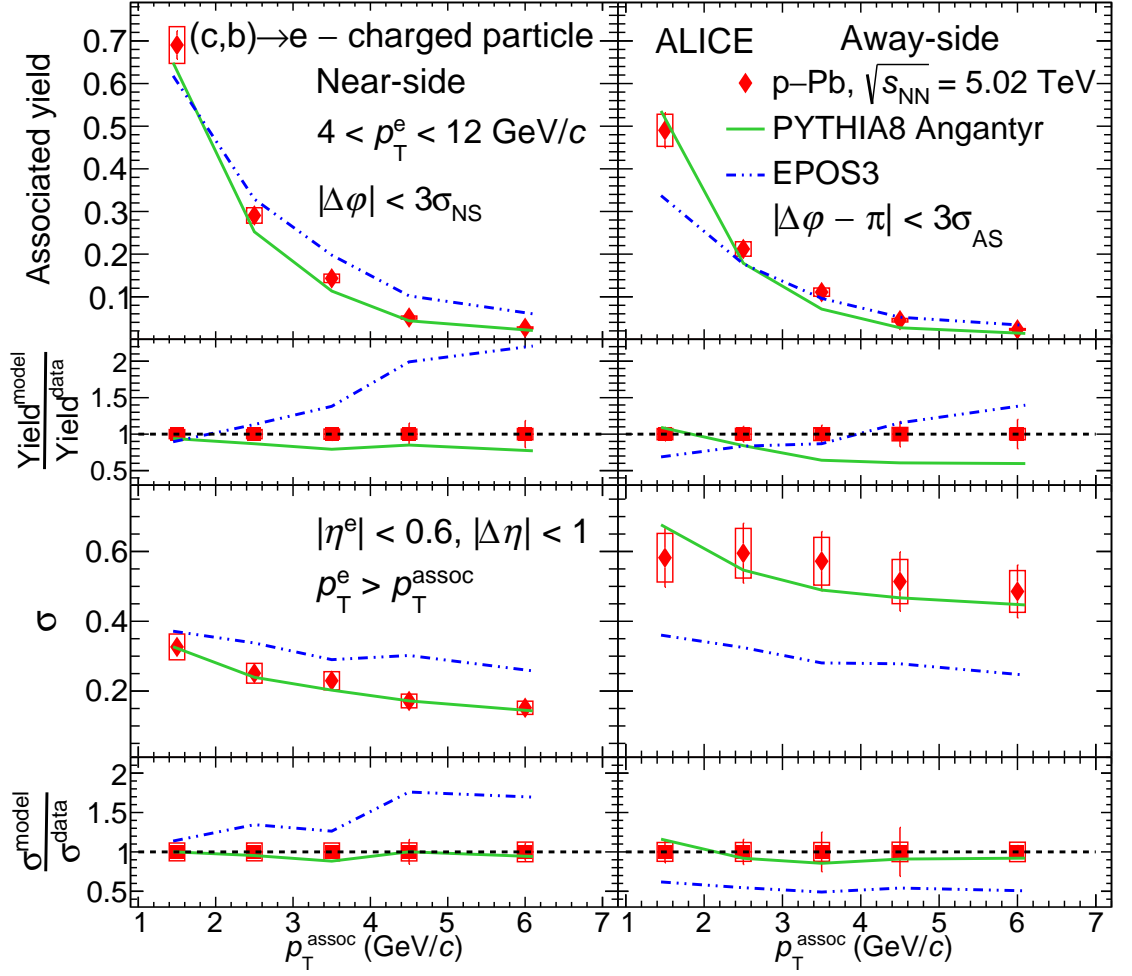 (c,b)→e − charged particle
Near-side
4 < p_T^e < 12 GeV/c
|Δφ| < 3σ_NS
Associated yield
0.7
0.6
0.5
0.4
0.3
0.2
0.1
ALICE Away-side
p−Pb, √s_NN = 5.02 TeV
PYTHIA8 Angantyr
EPOS3
|Δφ − π| < 3σ_AS
Yield^model
Yield^data
2
1.5
1
0.5
|η^e| < 0.6, |Δη| < 1
p_T^e > p_T^assoc
σ
0.6
0.4
0.2
σ^model
σ^data
2
1.5
1
0.5
1 2 3 4 5 6 7
2 3 4 5 6 7
p_T^assoc (GeV/c)
p_T^assoc (GeV/c)